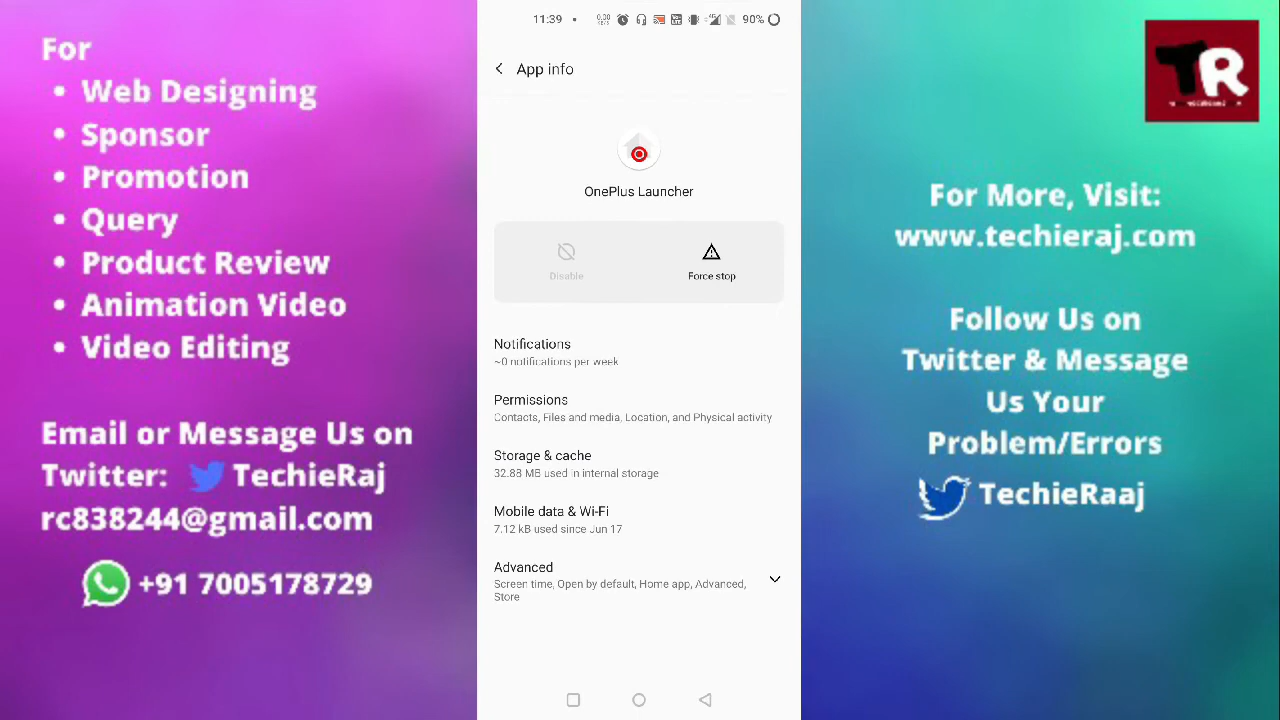 For
• Web Designing
• Sponsor
• Promotion
• Query
• Product Review
• Animation Video
• Video Editing
Email or Message Us on
Twitter: TechieRaj
rc838244@gmail.com
+91 7005178729
11:39
90%
App info
OnePlus Launcher
Disable
Force stop
Notifications
~0 notifications per week
Permissions
Contacts, Files and media, Location, and Physical activity
Storage & cache
32.88 MB used in internal storage
Mobile data & Wi-Fi
7.12 kB used since Jun 17
Advanced
Screen time, Open by default, Home app, Advanced,
Store
TR
For More, Visit:
www.techieraj.com
Follow Us on
Twitter & Message
Us Your
Problem/Errors
TechieRaaj